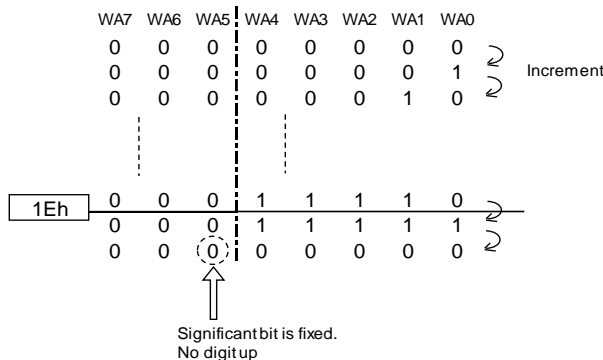 WA7 WA6 WA5 WA4 WA3 WA2 WA1 WA0
0 0 0 0 0 0 0 0
0 0 0 0 0 0 0 1
Increment
0 0 0 0 0 0 1 0
1Eh 0 0 0 1 1 1 1 0
0 0 0 1 1 1 1 1
0 0 0 0 0 0 0 0
Significant bit is fixed.
No digit up